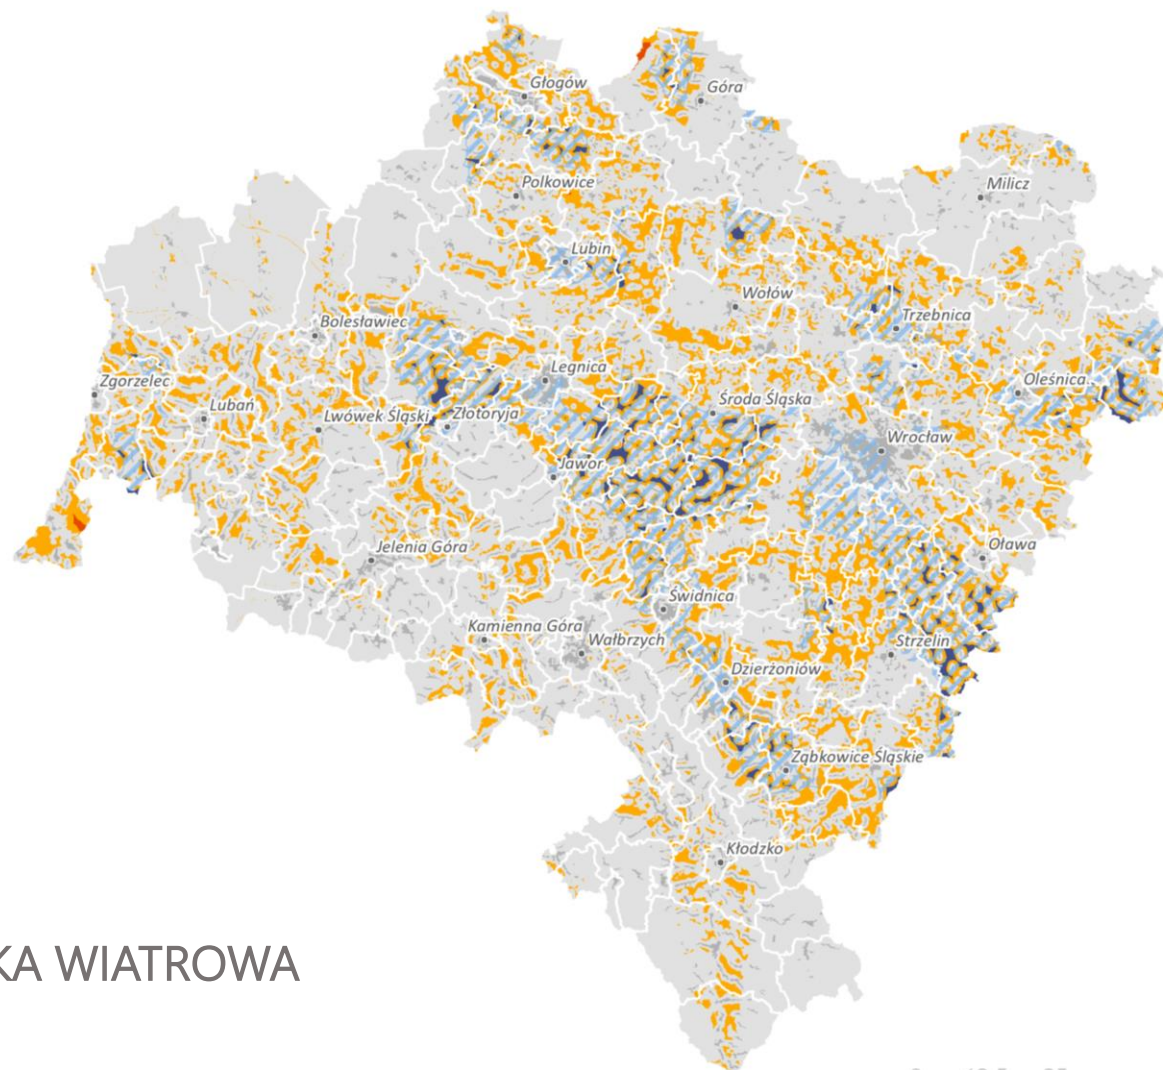 Głogów
Góra
Polkowice
Milicz
Lubin
Wołów
Trzebnica
Bolesławiec
Legnica
Zgorzelec
Oleśnica..
Lubań
Środa Śląska
Lwówek Śląski
Złotoryja
Wrocław
Jawor
Jelenia Góra
Oława
Świdnica
Kamienna Góra
Wałbrzych
Strzelin
Dzierżoniów
Ząbkowice Śląskie
Kłodzko
KA WIATROWA